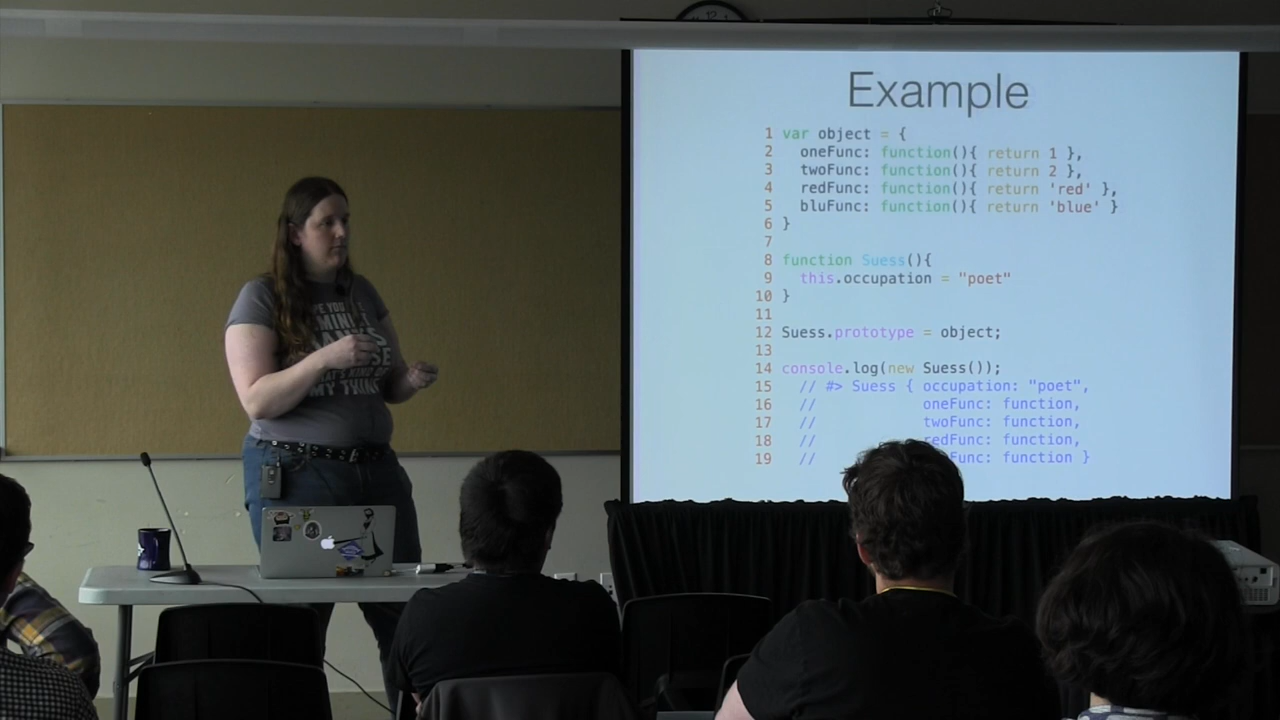 Example
1 var object = {
2 oneFunc: function(){ return 1 },
3 twoFunc: function(){ return 2 },
4 redFunc: function(){ return 'red' },
5 bluFunc: function(){ return 'blue' }
6 }
7
8 function Suess(){
9 this.occupation = "poet"
10 }
11
12 Suess.prototype = object;
13
14 console.log(new Suess());
15 // #> Suess { occupation: "poet",
16 // oneFunc: function,
17 // twoFunc: function,
18 // redFunc: function,
19 // Func: function }
MY THING